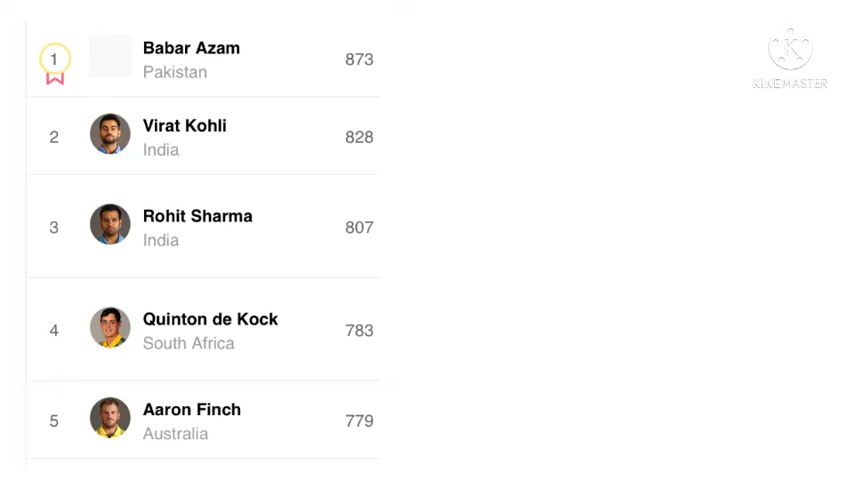 1
Babar Azam
Pakistan
873
2
Virat Kohli
India
828
3
Rohit Sharma
India
807
4
Quinton de Kock
South Africa
783
5
Aaron Finch
Australia
779
K
KINEMASTER